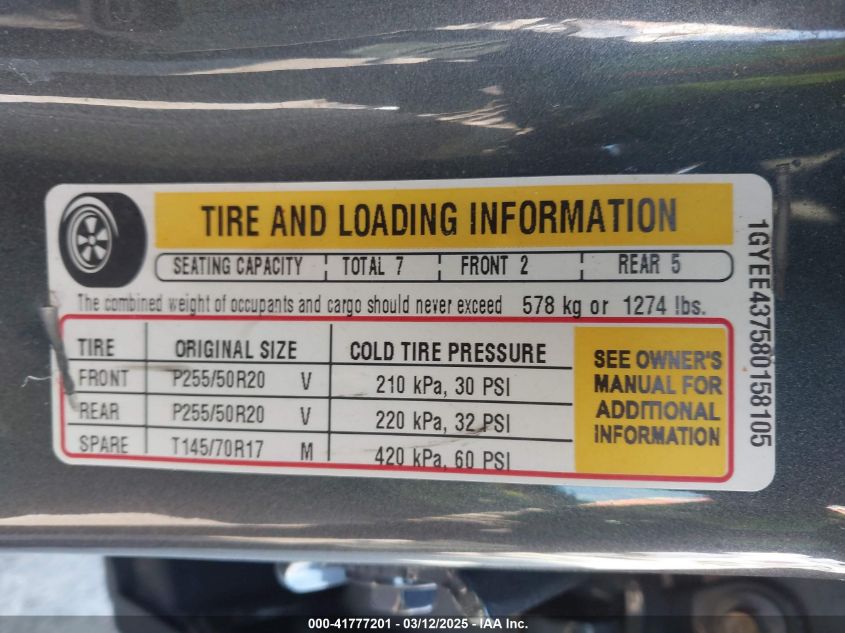 TIRE AND LOADING INFORMATION
SEATING CAPACITY TOTAL 7 FRONT 2 REAR 5
The combined weight of occupants and cargo should never exceed 578 kg or 1274 lbs.
TIRE ORIGINAL SIZE COLD TIRE PRESSURE
FRONT P255/50R20 V 210 kPa, 30 PSI
REAR P255/50R20 V 220 kPa, 32 PSI
SPARE T145/70R17 M 420 kPa, 60 PSI
SEE OWNER'S
MANUAL FOR
ADDITIONAL
INFORMATION
1GYEE437580158105
000-41777201 - 03/12/2025 - IAA Inc.